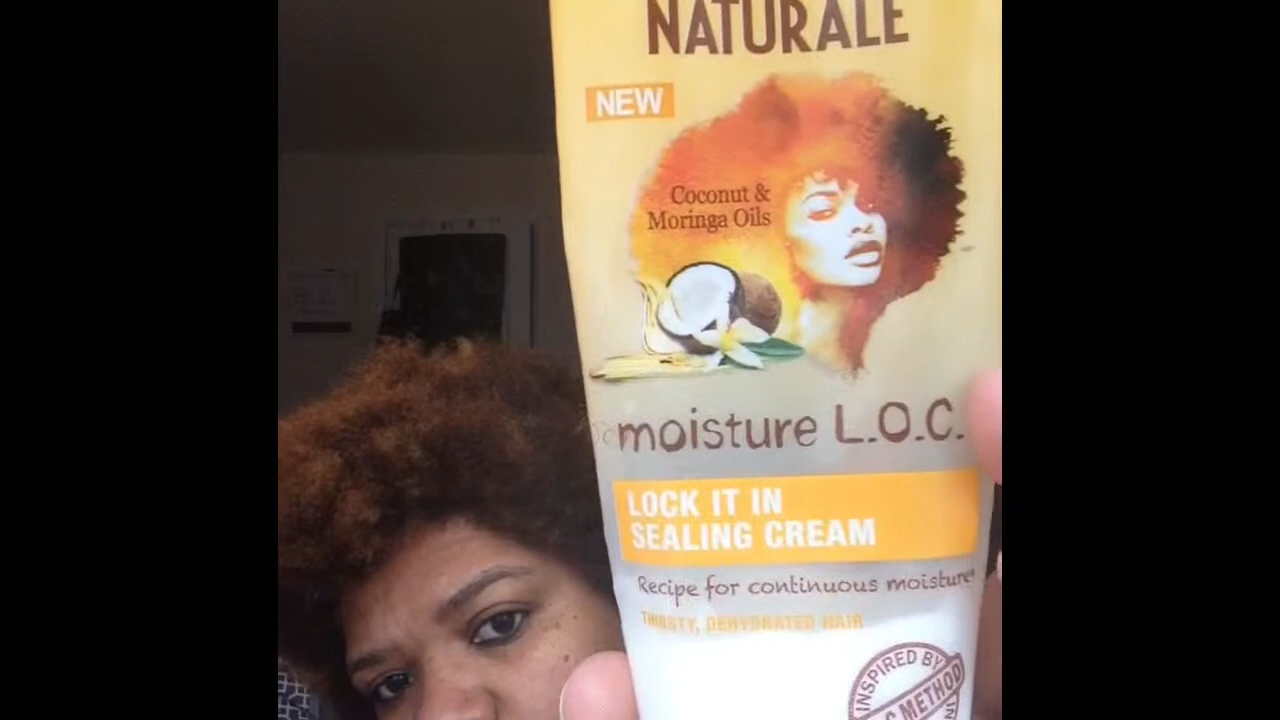 NATURALE
NEW
Coconut &
Moringa Oils
moisture L.O.C.
LOCK IT IN
SEALING CREAM
Recipe for continuous moisture*
THIRSTY, DEHYDRATED HAIR
INSPIRED BY
C METHOD
IN